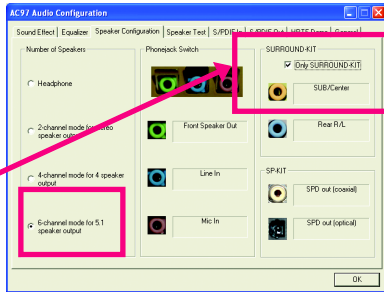 AC97 Audio Configuration
Sound Effect Equalizer Speaker Configuration Speaker Test S/PDIF In S/PDIF Out General
Number of Speakers
Headphone
2-channel mode for stereo
speaker output
4-channel mode for 4 speaker
output
6-channel mode for 5.1
speaker output
Phonejack Switch
Front Speaker Out
Line In
Mic In
SURROUND-KIT
Only SURROUND-KIT
SUB/Center
Rear R/L
SP-KIT
SPD out (coaxial)
SPD out (optical)
OK